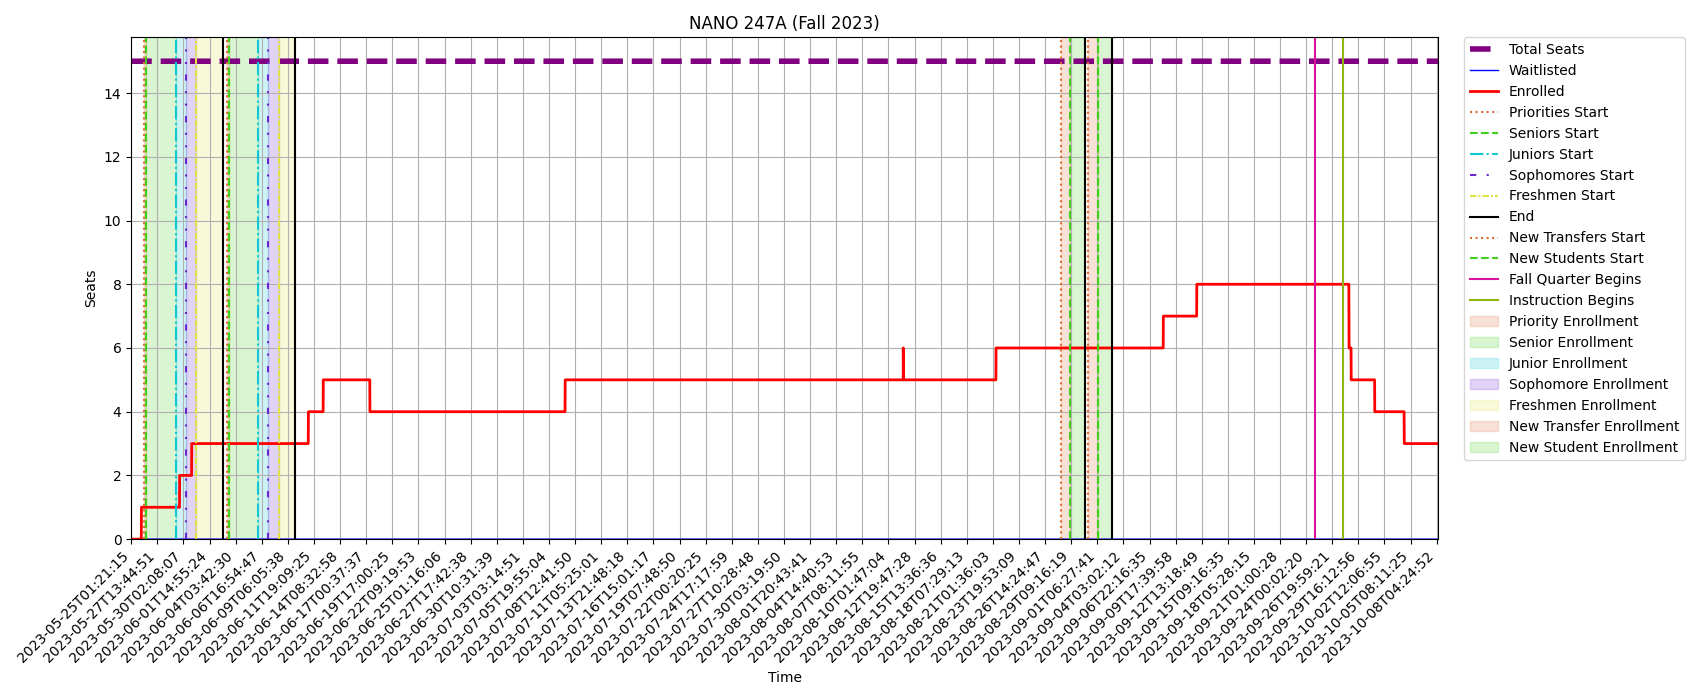 NANO 247A (Fall 2023)
Seats
14
12
10
8
6
4
2
0
2023-05-25T01:21:15
2023-05-27T13:44:51
2023-05-30T02:08:07
2023-06-01T14:55:24
2023-06-04T03:42:30
2023-06-06T16:54:47
2023-06-09T06:05:38
2023-06-11T19:09:25
2023-06-14T08:32:58
2023-06-17T00:37:37
2023-06-19T17:00:25
2023-06-22T09:19:53
2023-06-25T01:16:06
2023-06-27T17:42:38
2023-06-30T10:31:39
2023-07-03T03:14:51
2023-07-05T19:55:04
2023-07-08T12:41:50
2023-07-11T05:25:01
2023-07-13T21:48:18
2023-07-16T15:01:17
2023-07-19T07:48:50
2023-07-22T00:20:25
2023-07-24T17:17:59
2023-07-27T10:28:48
2023-07-30T03:19:50
2023-08-01T20:43:41
2023-08-04T14:40:53
2023-08-07T08:11:55
2023-08-10T01:47:04
2023-08-12T19:47:28
2023-08-15T13:36:36
2023-08-18T07:29:13
2023-08-21T01:36:03
2023-08-23T19:53:09
2023-08-26T14:24:47
2023-08-29T09:16:19
2023-09-01T06:27:41
2023-09-04T03:02:12
2023-09-06T22:16:35
2023-09-09T17:39:58
2023-09-12T13:18:49
2023-09-15T09:16:35
2023-09-18T05:28:15
2023-09-21T01:00:28
2023-09-24T00:02:20
2023-09-26T19:59:21
2023-09-29T16:12:56
2023-10-02T12:06:55
2023-10-05T08:11:25
2023-10-08T04:24:52
Time
Total Seats
Waitlisted
Enrolled
Priorities Start
Seniors Start
Juniors Start
Sophomores Start
Freshmen Start
End
New Transfers Start
New Students Start
Fall Quarter Begins
Instruction Begins
Priority Enrollment
Senior Enrollment
Junior Enrollment
Sophomore Enrollment
Freshmen Enrollment
New Transfer Enrollment
New Student Enrollment